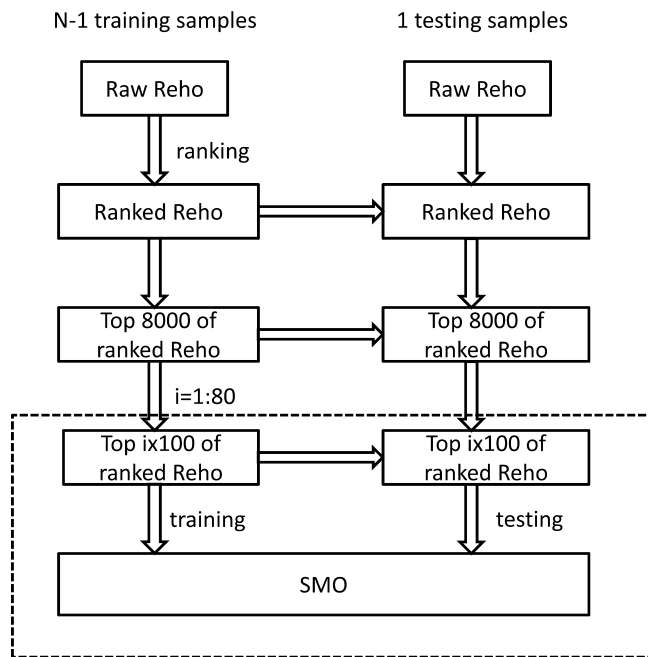 N-1 training samples
1 testing samples
Raw Reho
Raw Reho
ranking
Ranked Reho
Ranked Reho
Top 8000 of
ranked Reho
Top 8000 of
ranked Reho
i=1:80
Top ix100 of
ranked Reho
Top ix100 of
ranked Reho
training
testing
SMO